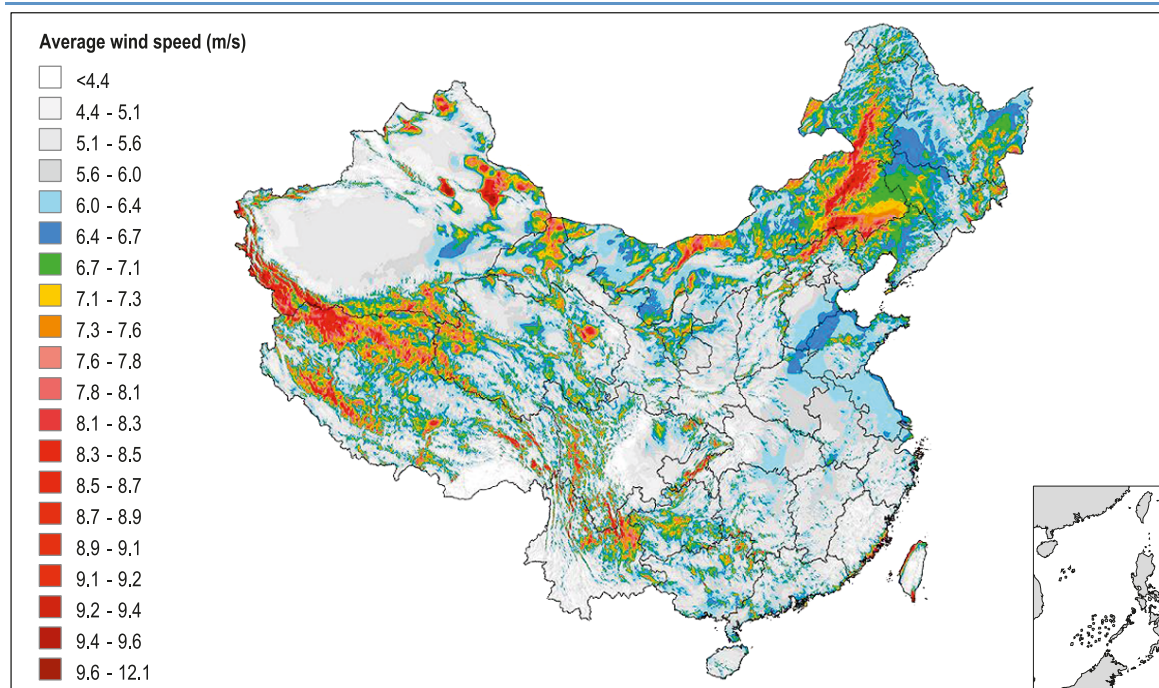 Average wind speed (m/s)
<4.4
4.4 - 5.1
5.1 - 5.6
5.6 - 6.0
6.0 - 6.4
6.4 - 6.7
6.7 - 7.1
7.1 - 7.3
7.3 - 7.6
7.6 - 7.8
7.8 - 8.1
8.1 - 8.3
8.3 - 8.5
8.5 - 8.7
8.7 - 8.9
8.9 - 9.1
9.1 - 9.2
9.2 - 9.4
9.4 - 9.6
9.6 - 12.1